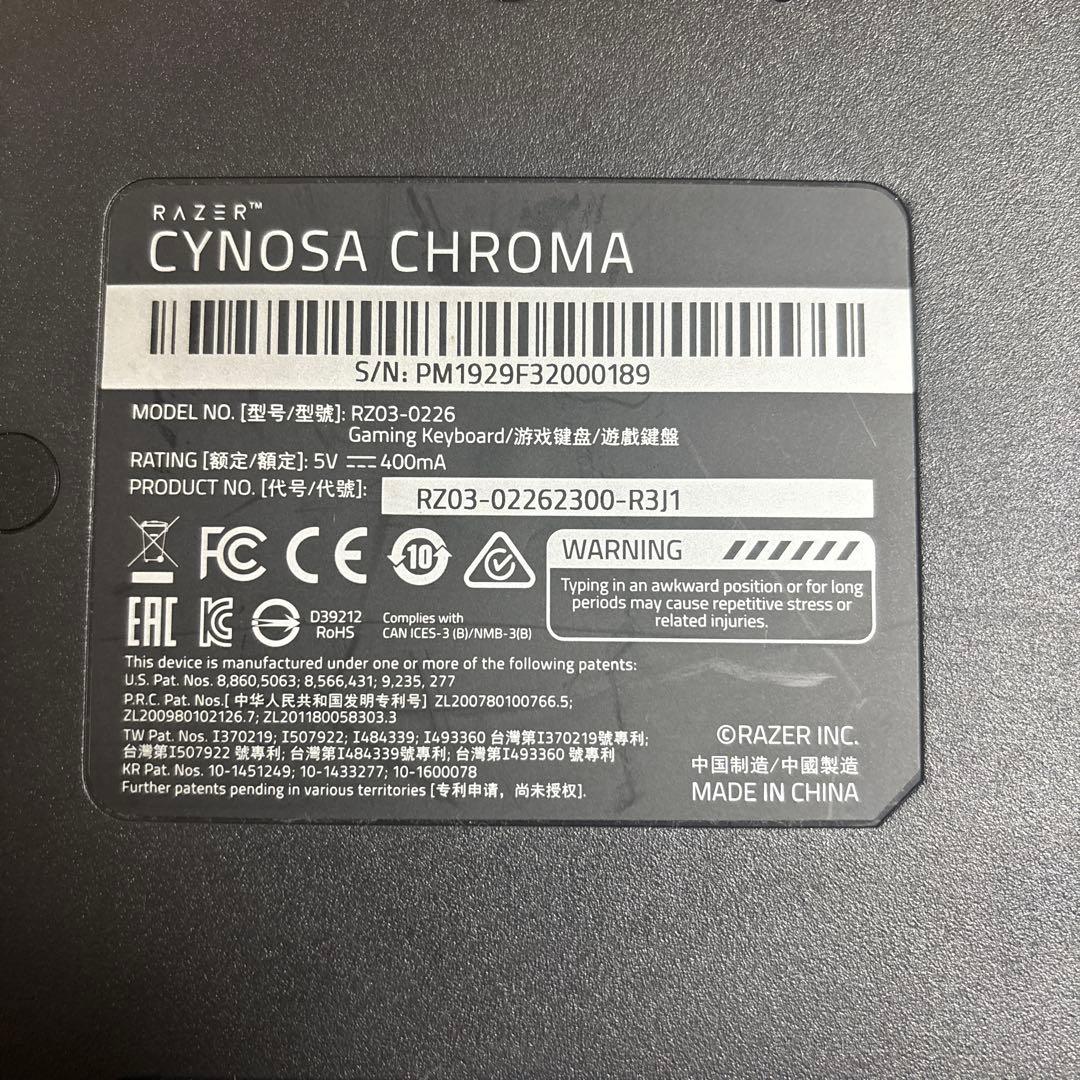 RAZER™
CYNOSA CHROMA
S/N: PM1929F32000189
MODEL NO. [型号/型號]: RZ03-0226
Gaming Keyboard/游戏键盘/遊戲鍵盤
RATING [额定/額定]: 5V ⎓ 400mA
PRODUCT NO. [代号/代號]: RZ03-02262300-R3J1
FC CE 10
WARNING
Typing in an awkward position or for long
periods may cause repetitive stress or
related injuries.
EAC KC D39212
RoHS
Complies with
CAN ICES-3 (B)/NMB-3(B)
This device is manufactured under one or more of the following patents:
U.S. Pat. Nos. 8,860,5063; 8,566,431; 9,235, 277
P.R.C. Pat. Nos.[ 中华人民共和国发明专利号] ZL200780100766.5;
ZL200980102126.7; ZL201180058303.3
TW Pat. Nos. I370219; I507922; I484339; I493360 台灣第I370219號專利;
台灣第I507922 號專利; 台灣第I484339號專利; 台灣第I493360 號專利
KR Pat. Nos. 10-1451249; 10-1433277; 10-1600078
Further patents pending in various territories [专利申请，尚未授权].
©RAZER INC.
中国制造/中國製造
MADE IN CHINA